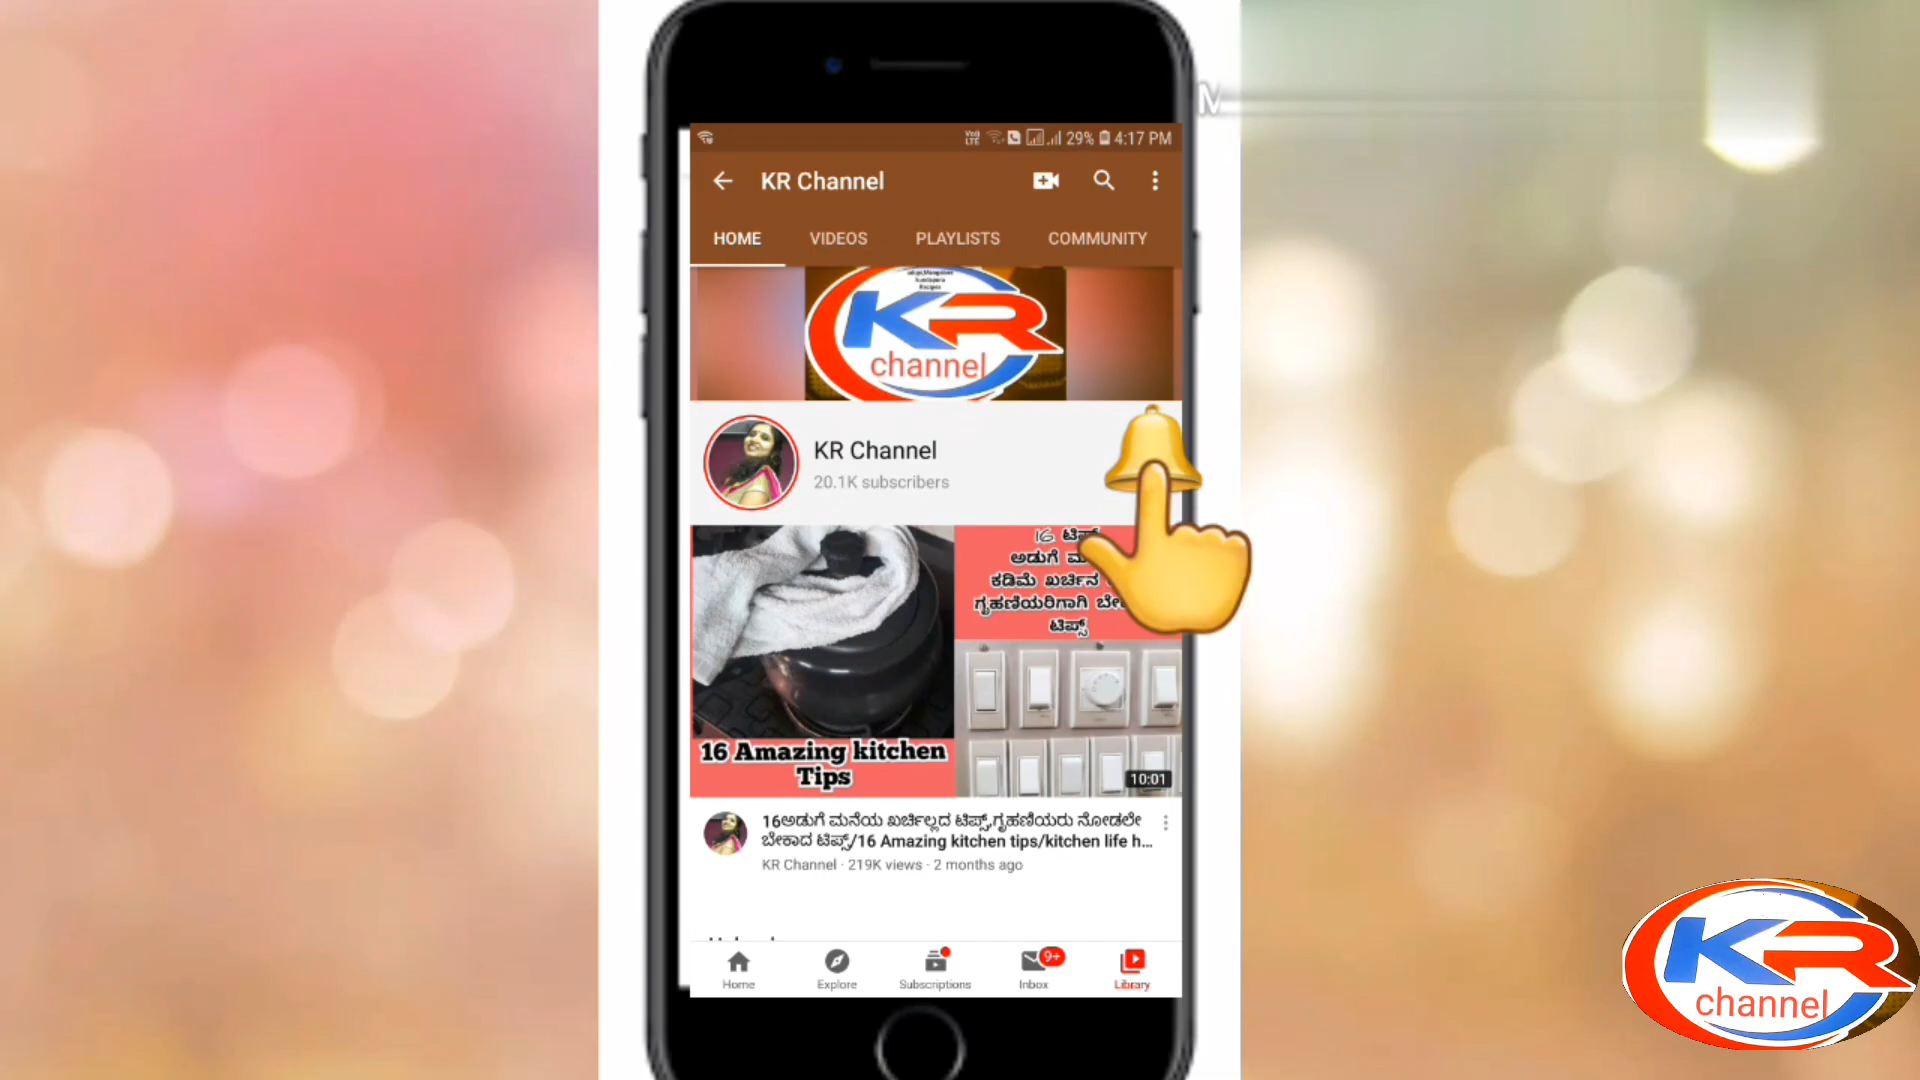 M
VoLTE 29% 4:17 PM
KR Channel
HOME VIDEOS PLAYLISTS COMMUNITY
Recipes
KR
channel
KR Channel
20.1K subscribers
16 ಟಿಪ್ಸ್
ಅಡುಗೆ
ಕಡಿಮೆ ಖರ್ಚಿನ
ಗೃಹಣಿಯರಿಗಾಗಿ
ಟಿಪ್ಸ್
16 Amazing kitchen
Tips
10:01
16ಅಡುಗೆ ಮನೆಯ ಖರ್ಚಿಲ್ಲದ ಟಿಪ್ಸ್,ಗೃಹಣಿಯರು ನೋಡಲೇ
ಬೇಕಾದ ಟಿಪ್ಸ್/16 Amazing kitchen tips/kitchen life h...
KR Channel · 219K views · 2 months ago
Home Explore Subscriptions Inbox 9+ Library
KR
channel